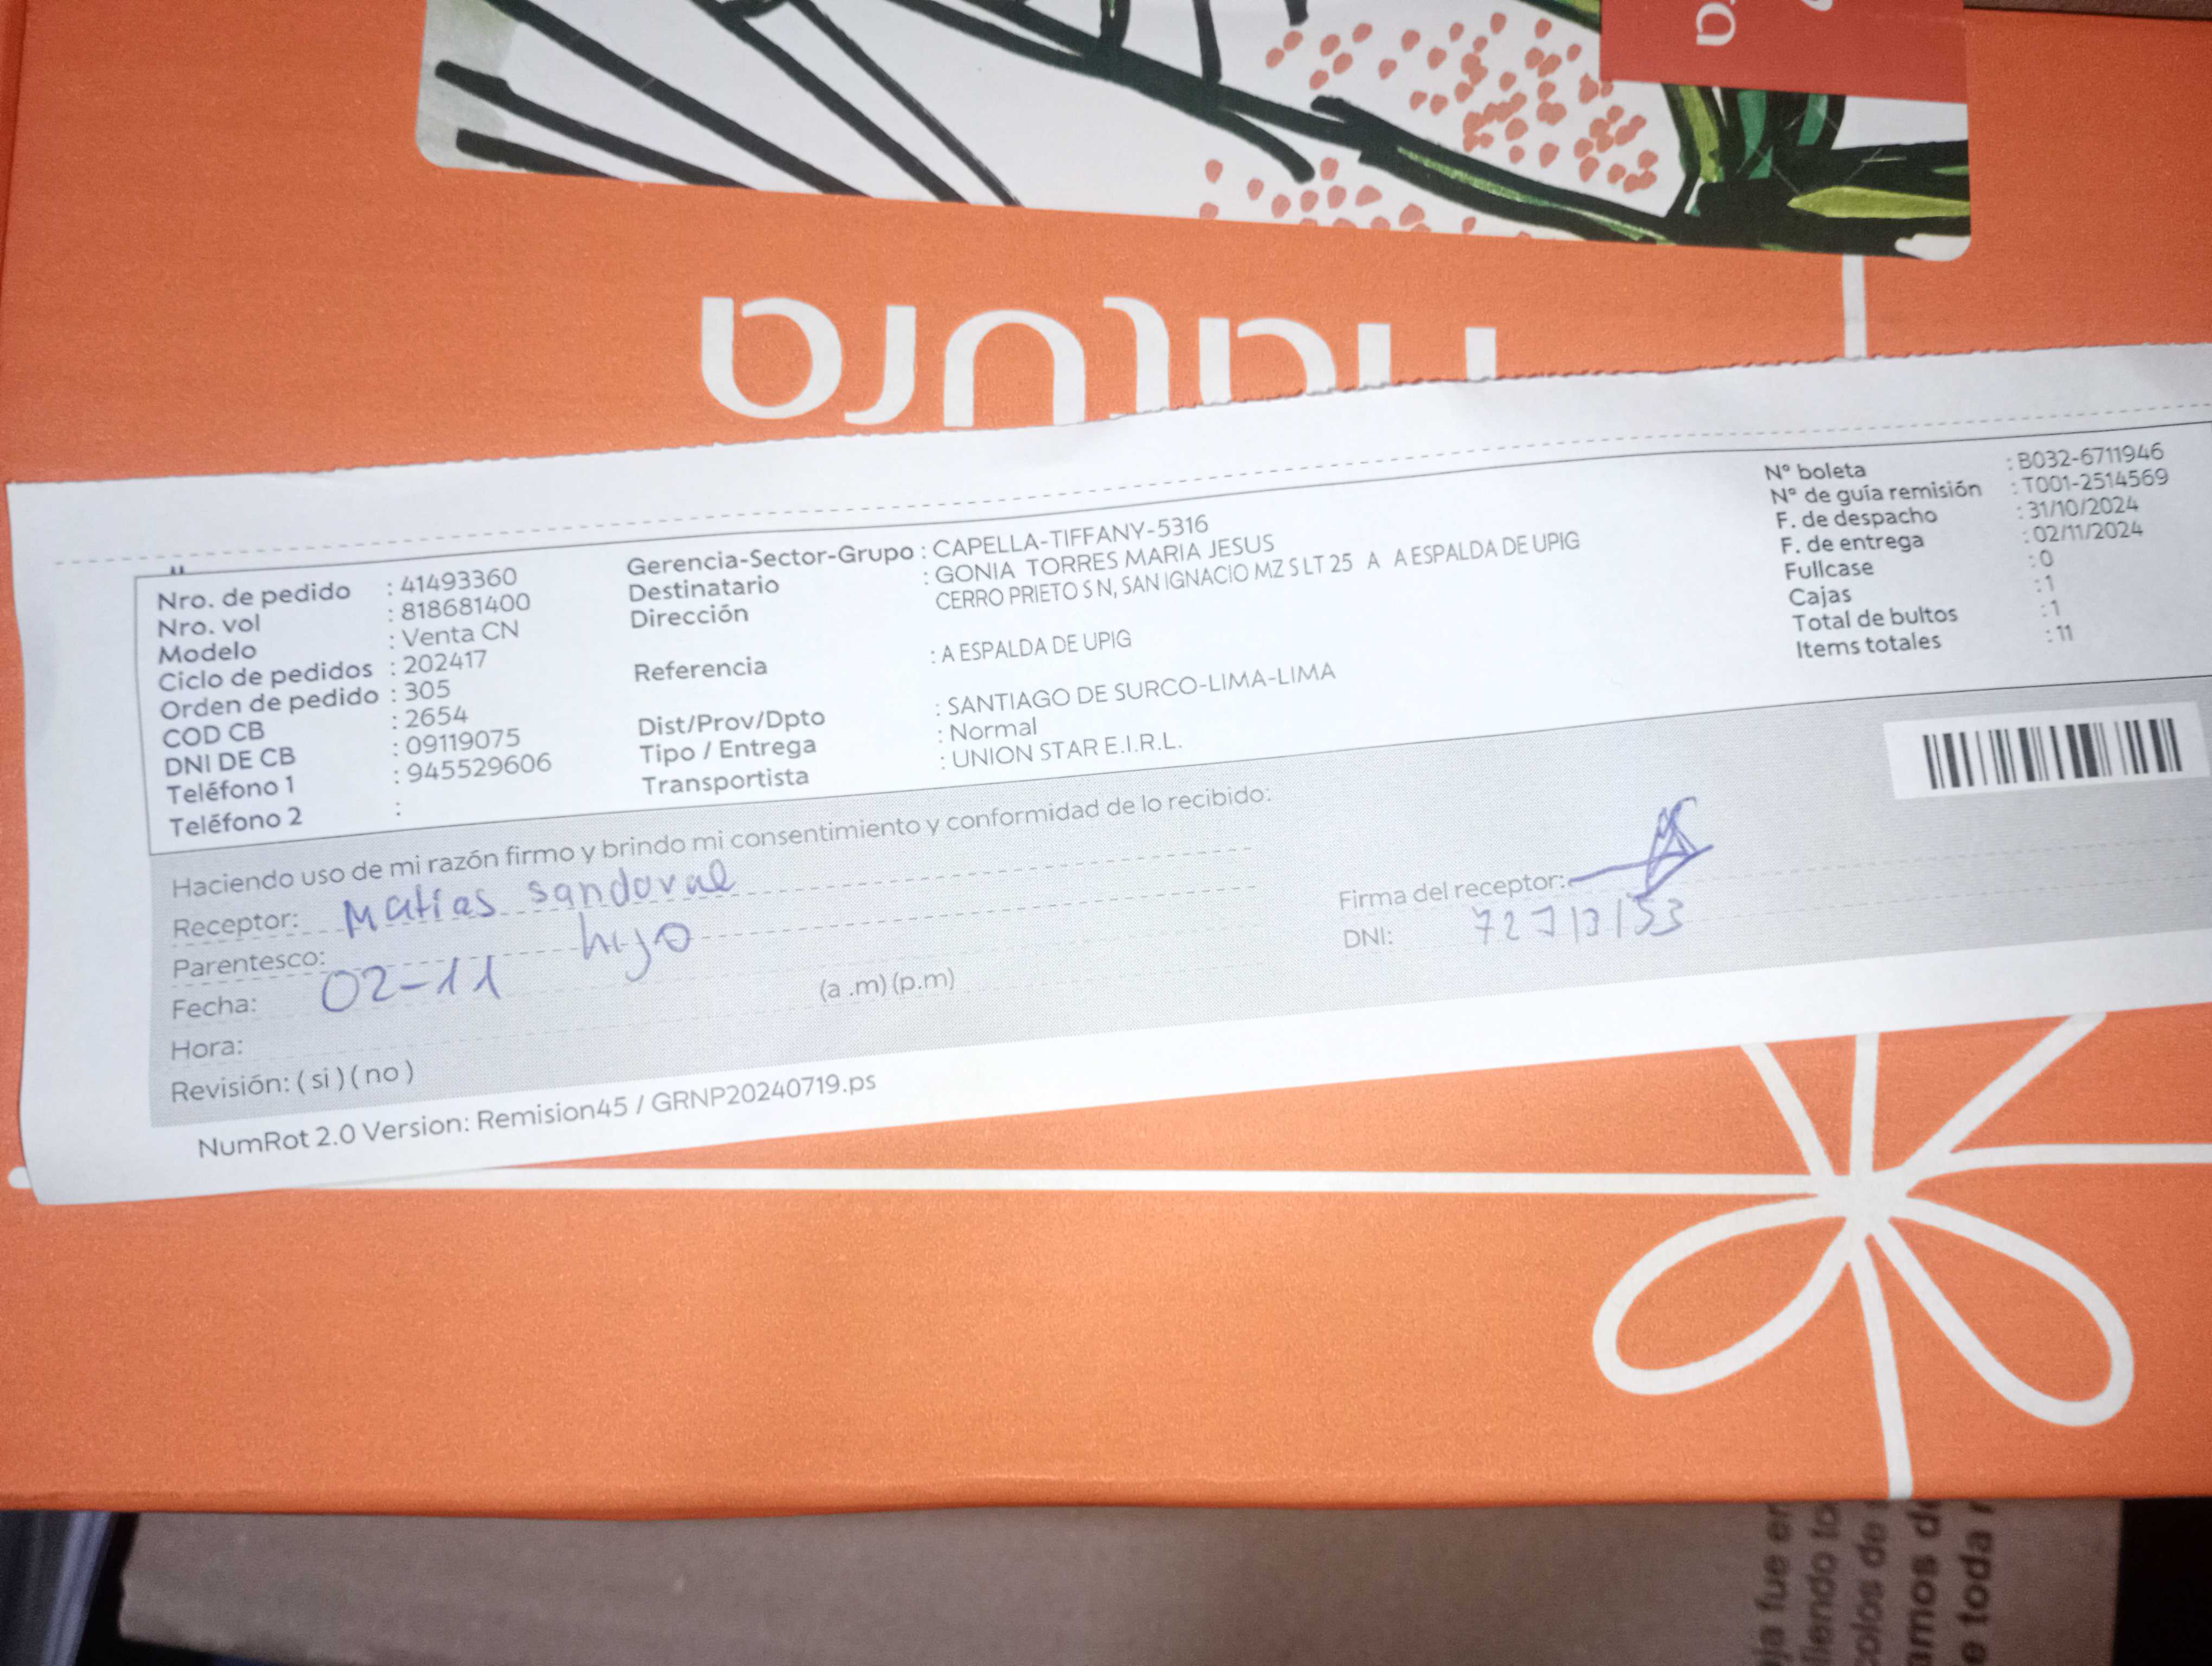 ra
natura
Nro. de pedido : 41493360
Nro. vol : 818681400
Modelo : Venta CN
Ciclo de pedidos : 202417
Orden de pedido : 305
COD CB : 2654
DNI DE CB : 09119075
Teléfono 1 : 945529606
Teléfono 2 :
Gerencia-Sector-Grupo : CAPELLA-TIFFANY-5316
Destinatario : GONIA TORRES MARIA JESUS
Dirección CERRO PRIETO S N, SAN IGNACIO MZ S LT 25 A A ESPALDA DE UPIG
Referencia : A ESPALDA DE UPIG
Dist/Prov/Dpto : SANTIAGO DE SURCO-LIMA-LIMA
Tipo / Entrega : Normal
Transportista : UNION STAR E.I.R.L.
N° boleta : B032-6711946
N° de guía remisión : T001-2514569
F. de despacho : 31/10/2024
F. de entrega : 02/11/2024
Fullcase : 0
Cajas : 1
Total de bultos : 1
Items totales : 11
Haciendo uso de mi razón firmo y brindo mi consentimiento y conformidad de lo recibido:
Receptor: Matias sandoval
Parentesco: hijo
Fecha: 02-11
Hora: (a .m) (p.m)
Revisión: ( si ) ( no )
Firma del receptor:
DNI:
NumRot 2.0 Version: Remision45 / GRNP20240719.ps
fue
de
amos
toda